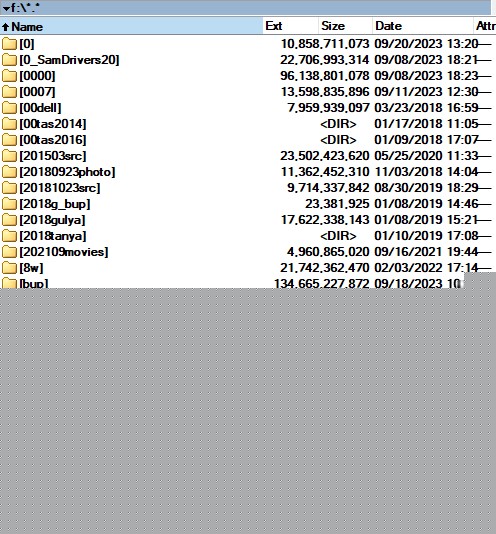 f:\*.*
Name Ext Size Date Attr
[0] 10,858,711,073 09/20/2023 13:20—
[0_SamDrivers20] 22,706,993,314 09/08/2023 18:21—
[0000] 96,138,801,078 09/08/2023 18:23—
[0007] 13,598,835,896 09/11/2023 12:30—
[00dell] 7,959,939,097 03/23/2018 16:59—
[00tas2014] <DIR> 01/17/2018 11:05—
[00tas2016] <DIR> 01/09/2018 17:07—
[201503src] 23,502,423,620 05/25/2020 11:33—
[20180923photo] 11,362,452,310 11/03/2018 14:04—
[20181023src] 9,714,337,842 08/30/2019 18:29—
[2018g_bup] 23,381,925 01/08/2019 14:46—
[2018gulya] 17,622,338,143 01/08/2019 15:21—
[2018tanya] <DIR> 01/10/2019 17:08—
[202109movies] 4,960,865,020 09/16/2021 19:44—
[8w] 21,742,362,470 02/03/2022 17:14—
[bup] 134,665,227,872 09/18/2023